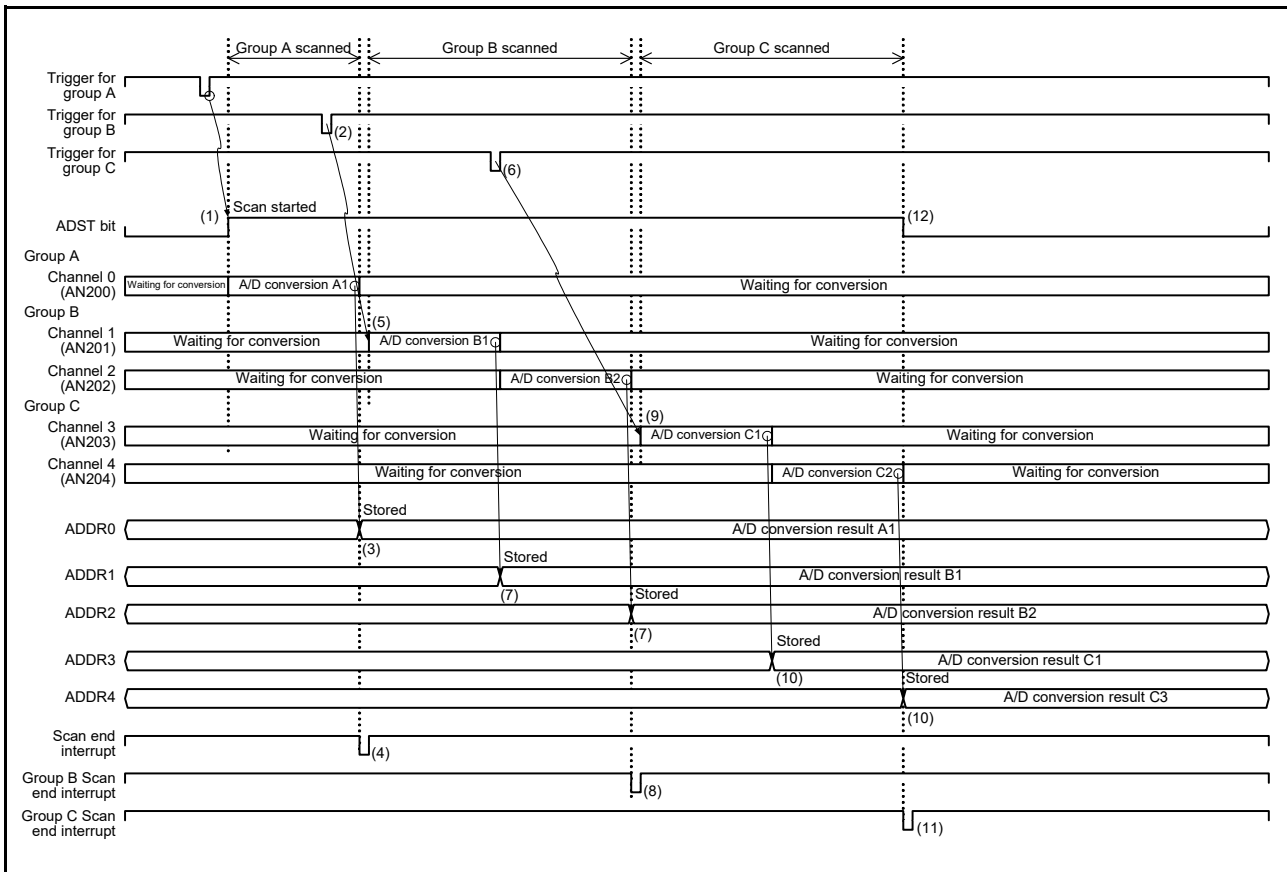 Group A scanned
Group B scanned
Group C scanned
Trigger for
group A
Trigger for
group B
(2)
Trigger for
group C
(6)
Scan started
ADST bit
(1)
(12)
Group A
Channel 0
(AN200)
Waiting for conversion
A/D conversion A1
Waiting for conversion
Group B
(5)
Channel 1
(AN201)
Waiting for conversion
A/D conversion B1
Waiting for conversion
Channel 2
(AN202)
Waiting for conversion
A/D conversion B2
Waiting for conversion
Group C
(9)
Channel 3
(AN203)
Waiting for conversion
A/D conversion C1
Waiting for conversion
Channel 4
(AN204)
Waiting for conversion
A/D conversion C2
Waiting for conversion
Stored
ADDR0
A/D conversion result A1
(3)
Stored
ADDR1
A/D conversion result B1
(7)
Stored
ADDR2
A/D conversion result B2
(7)
Stored
ADDR3
A/D conversion result C1
(10)
Stored
ADDR4
A/D conversion result C3
(10)
Scan end
interrupt
(4)
Group B Scan
end interrupt
(8)
Group C Scan
end interrupt
(11)